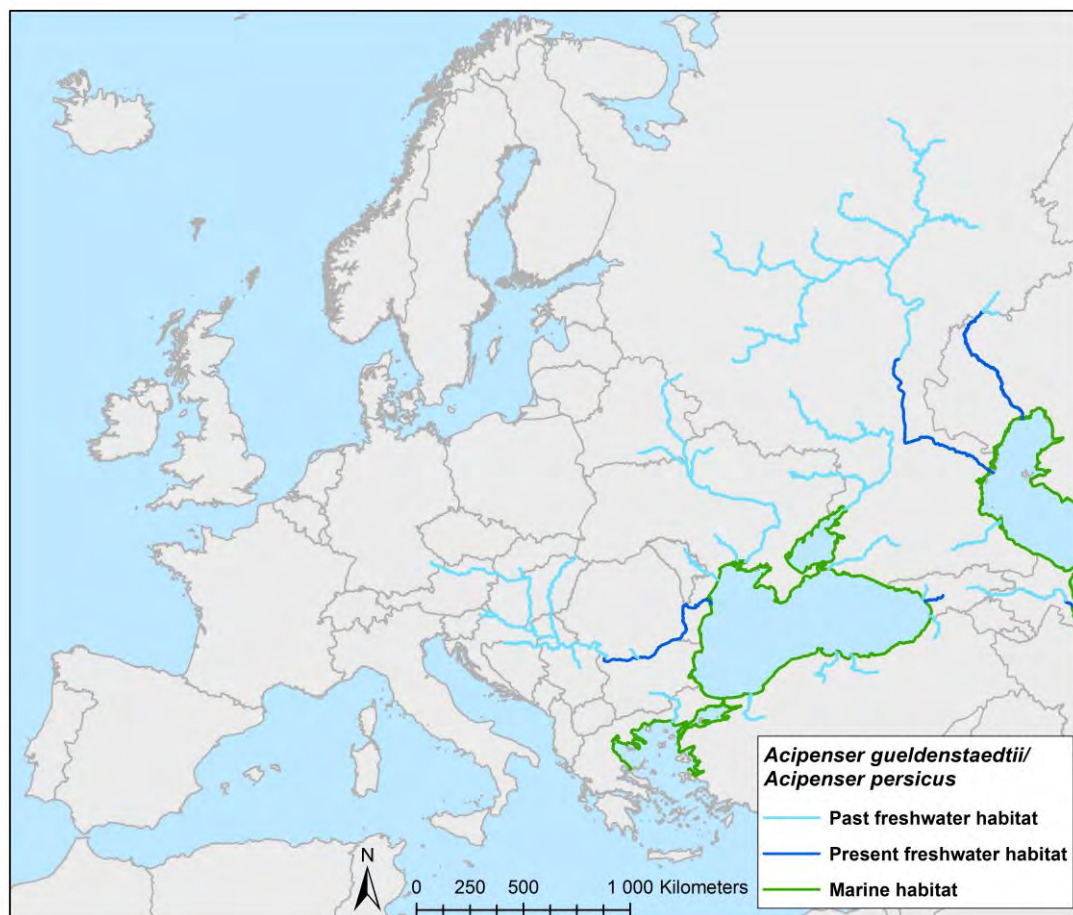 Acipenser gueldenstaedtii/
Acipenser persicus
Past freshwater habitat
Present freshwater habitat
Marine habitat
N
0 250 500 1 000 Kilometers